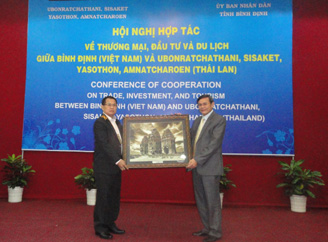 UBONRATCHATHANI, SISAKET,
YASOTHON, AMNATCHAROEN
ỦY BAN NHÂN DÂN
TỈNH BÌNH ĐỊNH
HỘI NGHỊ HỢP TÁC
VỀ THƯƠNG MẠI, ĐẦU TƯ VÀ DU LỊCH
GIỮA BÌNH ĐỊNH (VIỆT NAM) VÀ UBONRATCHATHANI, SISAKET,
YASOTHON, AMNATCHAROEN (THÁI LAN)
CONFERENCE OF COOPERATION
ON TRADE, INVESTMENT, AND TOURISM
BETWEEN BINH DINH (VIET NAM) AND UBONRATCHATHANI,
SISAKET, YASOTHON, (THAILAND)